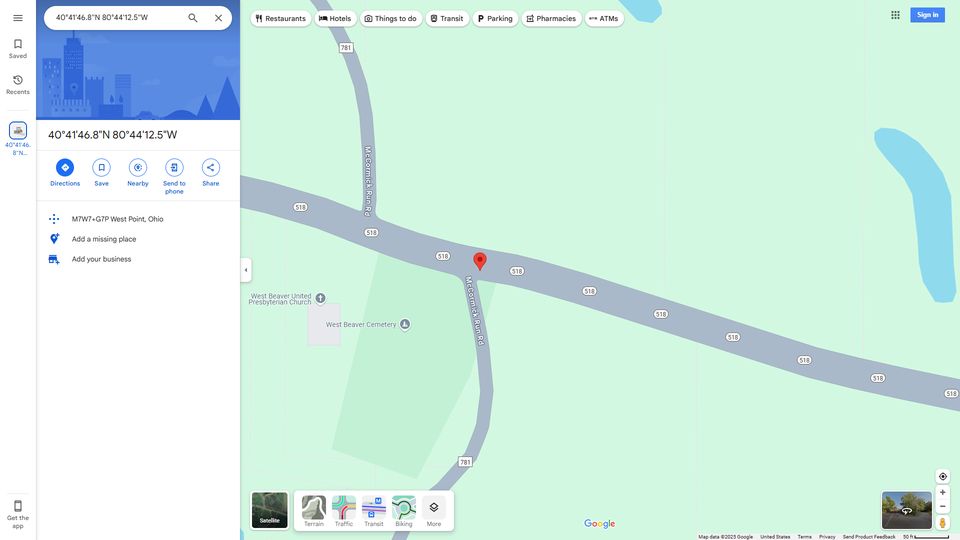 40°41'46.8"N 80°44'12.5"W
Restaurants
Hotels
Things to do
Transit
Parking
Pharmacies
ATMs
Sign in
Saved
Recents
40°41'46.
8"N...
40°41'46.8"N 80°44'12.5"W
Directions
Save
Nearby
Send to
phone
Share
M7W7+G7P West Point, Ohio
Add a missing place
Add your business
781
McCormick Run Rd
518
518
518
518
518
518
518
518
518
518
McCormick Run Rd
West Beaver United
Presbyterian Church
West Beaver Cemetery
781
Get the
app
Satellite
Terrain
Traffic
Transit
Biking
More
Google
Map data ©2025 Google
United States
Terms
Privacy
Send Product Feedback
50 ft